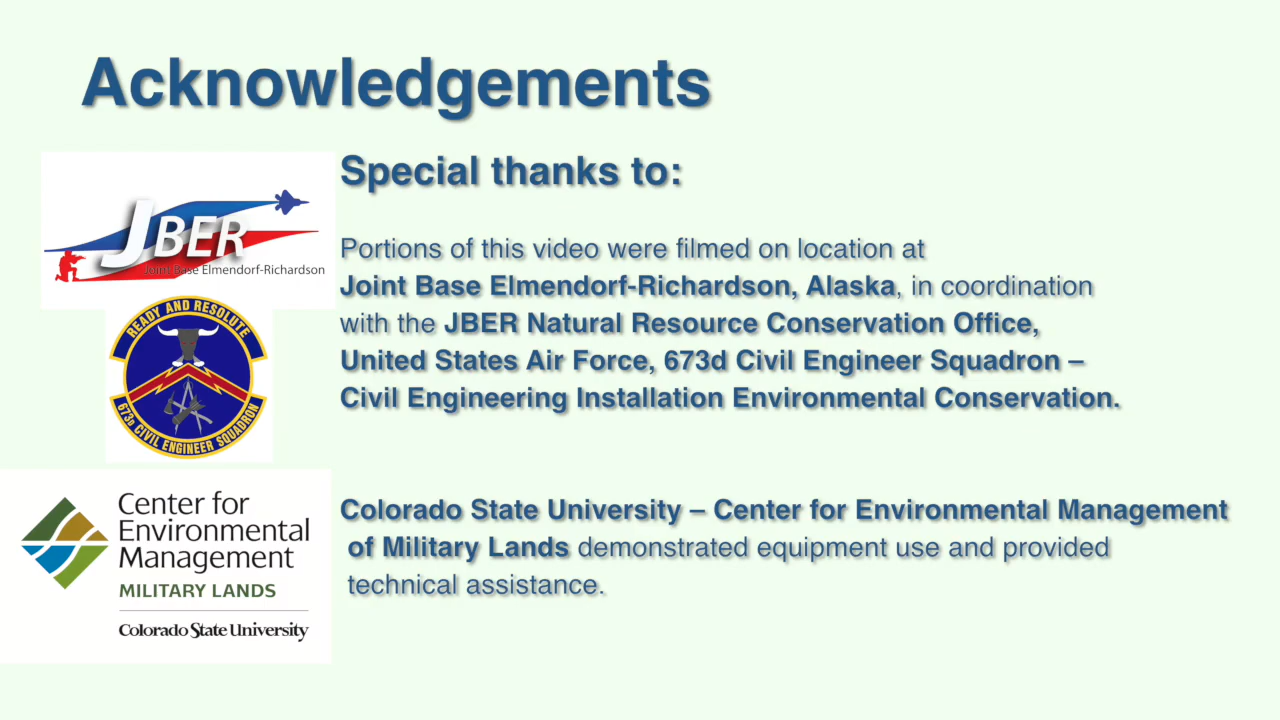 Acknowledgements
Special thanks to:
JBER
Joint Base Elmendorf-Richardson
Portions of this video were filmed on location at
Joint Base Elmendorf-Richardson, Alaska, in coordination
with the JBER Natural Resource Conservation Office,
United States Air Force, 673d Civil Engineer Squadron –
Civil Engineering Installation Environmental Conservation.
READY AND RESOLUTE
673D CIVIL ENGINEER SQUADRON
Center for
Environmental
Management
MILITARY LANDS
Colorado State University
Colorado State University – Center for Environmental Management
of Military Lands demonstrated equipment use and provided
technical assistance.